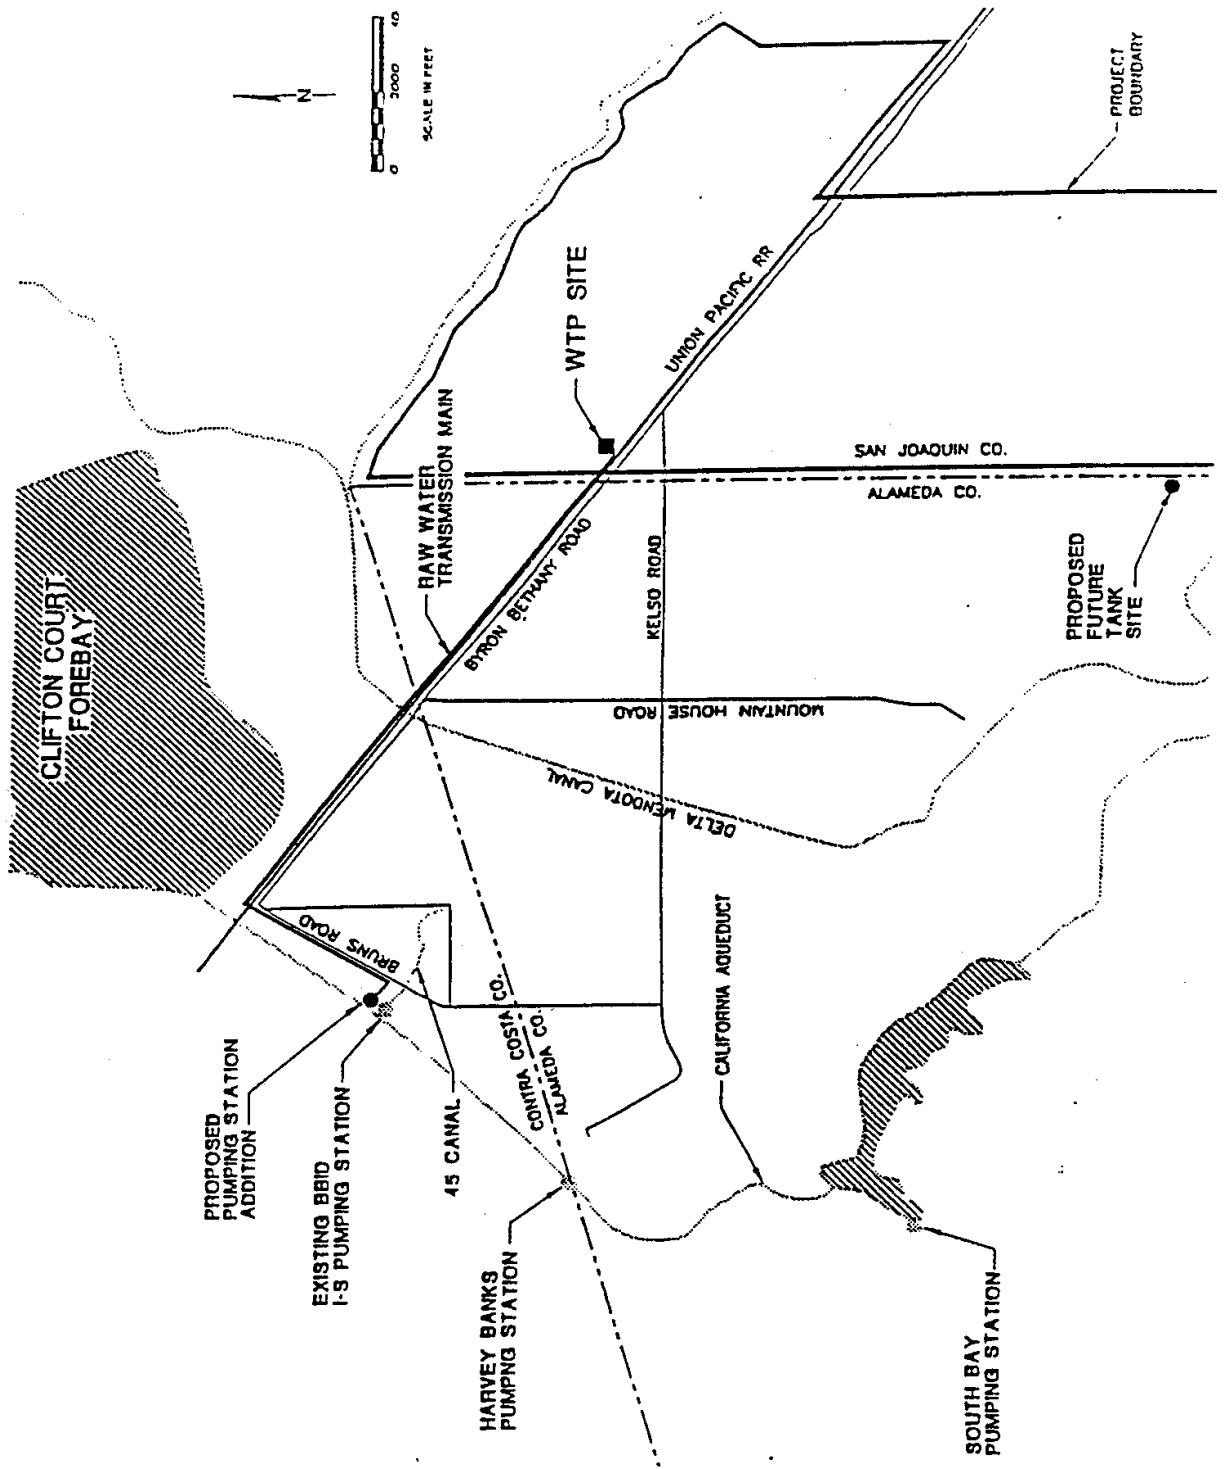 CLIFTON COURT
FOREBAY
N
0
2000
40
SCALE IN FEET
PROPOSED
PUMPING STATION
ADDITION
EXISTING BBID
I-S PUMPING STATION
45 CANAL
HARVEY BANKS
PUMPNG STATION
SOUTH BAY
PUMPING STATION
BRUNS ROAD
CONTRA COSTA CO.
ALAMEDA CO.
CALIFORNIA AQUEDUCT
DELTA MENDOTA CANAL
MOUNTAIN HOUSE ROAD
KELSO ROAD
BYRON BETHANY ROAD
RAW WATER
TRANSMISSION MAIN
WTP SITE
UNION PACIFIC RR
SAN JOAQUIN CO.
ALAMEDA CO.
PROPOSED
FUTURE
TANK
SITE
PROJECT
BOUNDARY